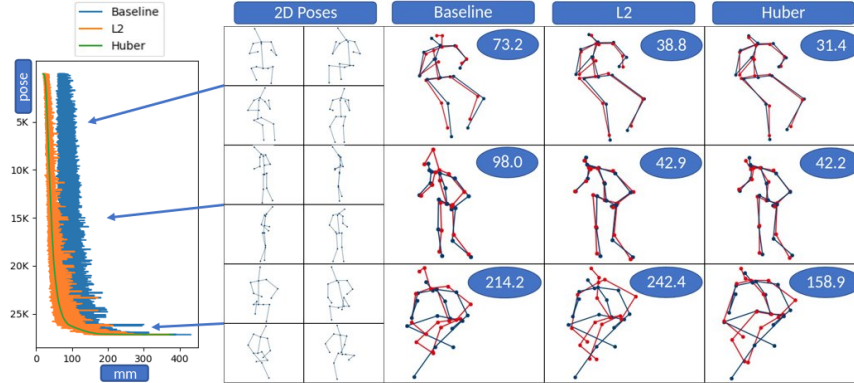 Baseline
L2
Huber
pose
5K
10K
15K
20K
25K
0 100 200 300 400
mm
2D Poses Baseline L2 Huber
73.2 38.8 31.4
98.0 42.9 42.2
214.2 242.4 158.9